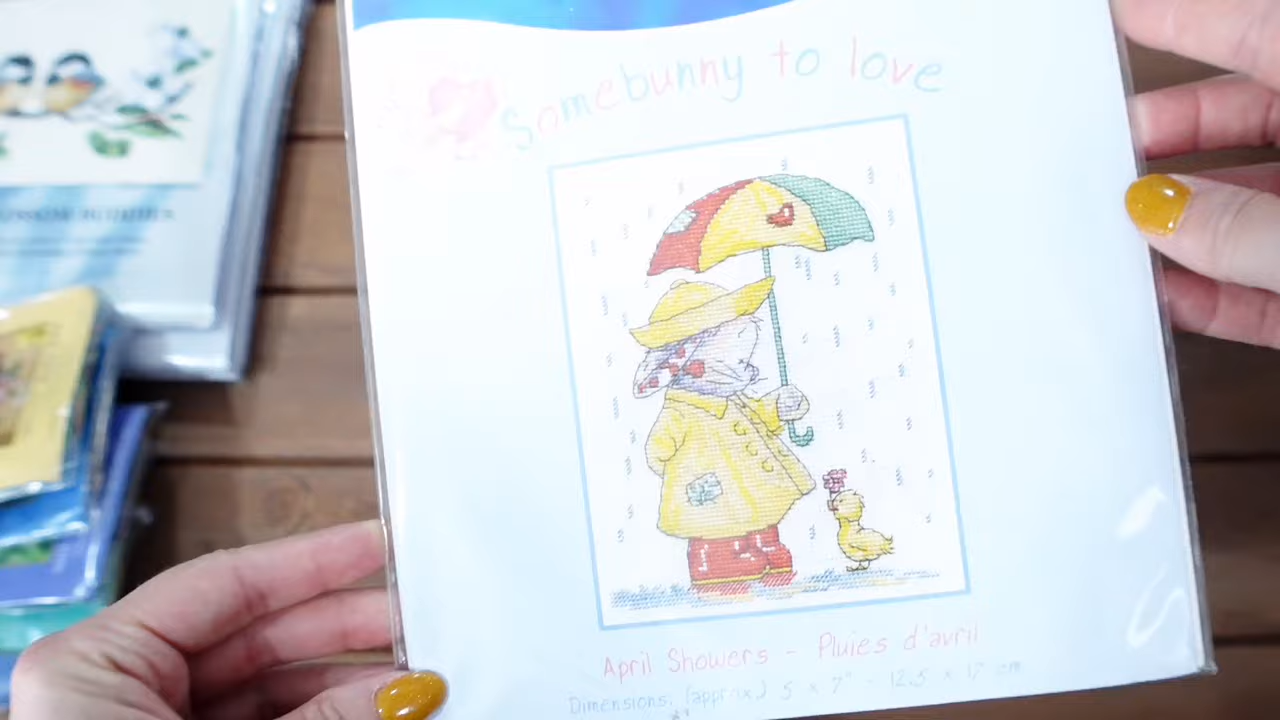 Somebunny to love
April Showers - Pluies d'avril
Dimensions: (approx.) 5 x 7" - 12.5 x 17 cm